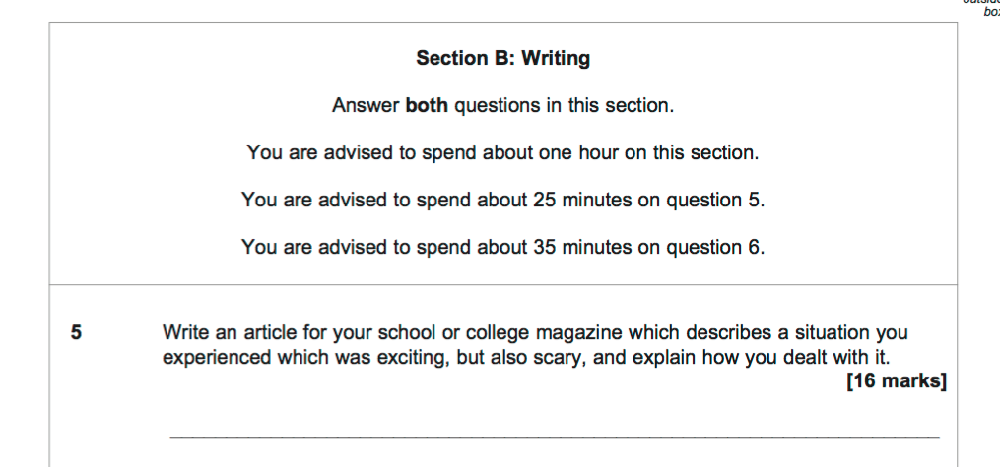 Section B: Writing
Answer both questions in this section.
You are advised to spend about one hour on this section.
You are advised to spend about 25 minutes on question 5.
You are advised to spend about 35 minutes on question 6.
5 Write an article for your school or college magazine which describes a situation you
experienced which was exciting, but also scary, and explain how you dealt with it.
[16 marks]